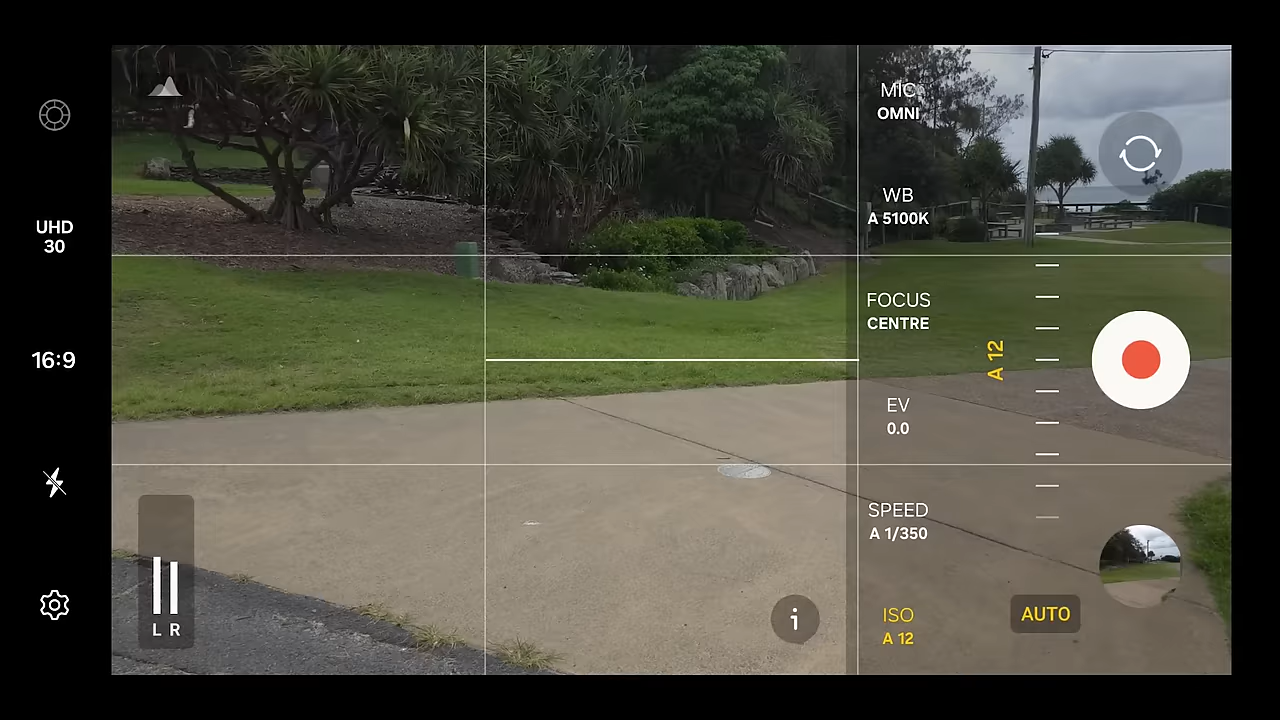 UHD
30
16:9
L R
MIC
OMNI
WB
A 5100K
FOCUS
CENTRE
EV
0.0
SPEED
A 1/350
ISO
A 12
A 12
AUTO
i